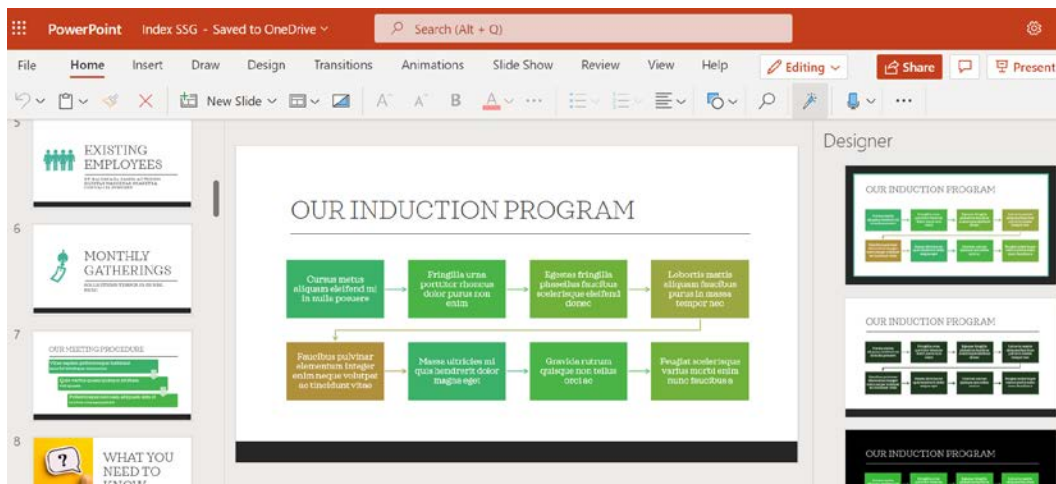 PowerPoint Index SSG - Saved to OneDrive
Search (Alt + Q)
File Home Insert Draw Design Transitions Animations Slide Show Review View Help Editing Share Present
New Slide
5
EXISTING
EMPLOYEES
6
MONTHLY
GATHERINGS
7
OUR MEETING PROCEDURE
8
WHAT YOU
NEED TO
KNOW
OUR INDUCTION PROGRAM
Cursus metus
aliquam eleifend mi
in nulla posuere
Fringilla urna
porttitor rhoncus
dolor purus non
enim
Egestas fringilla
phasellus faucibus
scelerisque eleifend
donec
Lobortis mattis
aliquam faucibus
purus in massa
tempor nec
Faucibus pulvinar
elementum integer
enim neque volutpat
ac tincidunt vitae
Massa ultricies mi
quis hendrerit dolor
magna eget
Gravida rutrum
quisque non tellus
orci ac
Feugiat scelerisque
varius morbi enim
nunc faucibus a
Designer
OUR INDUCTION PROGRAM
OUR INDUCTION PROGRAM
OUR INDUCTION PROGRAM